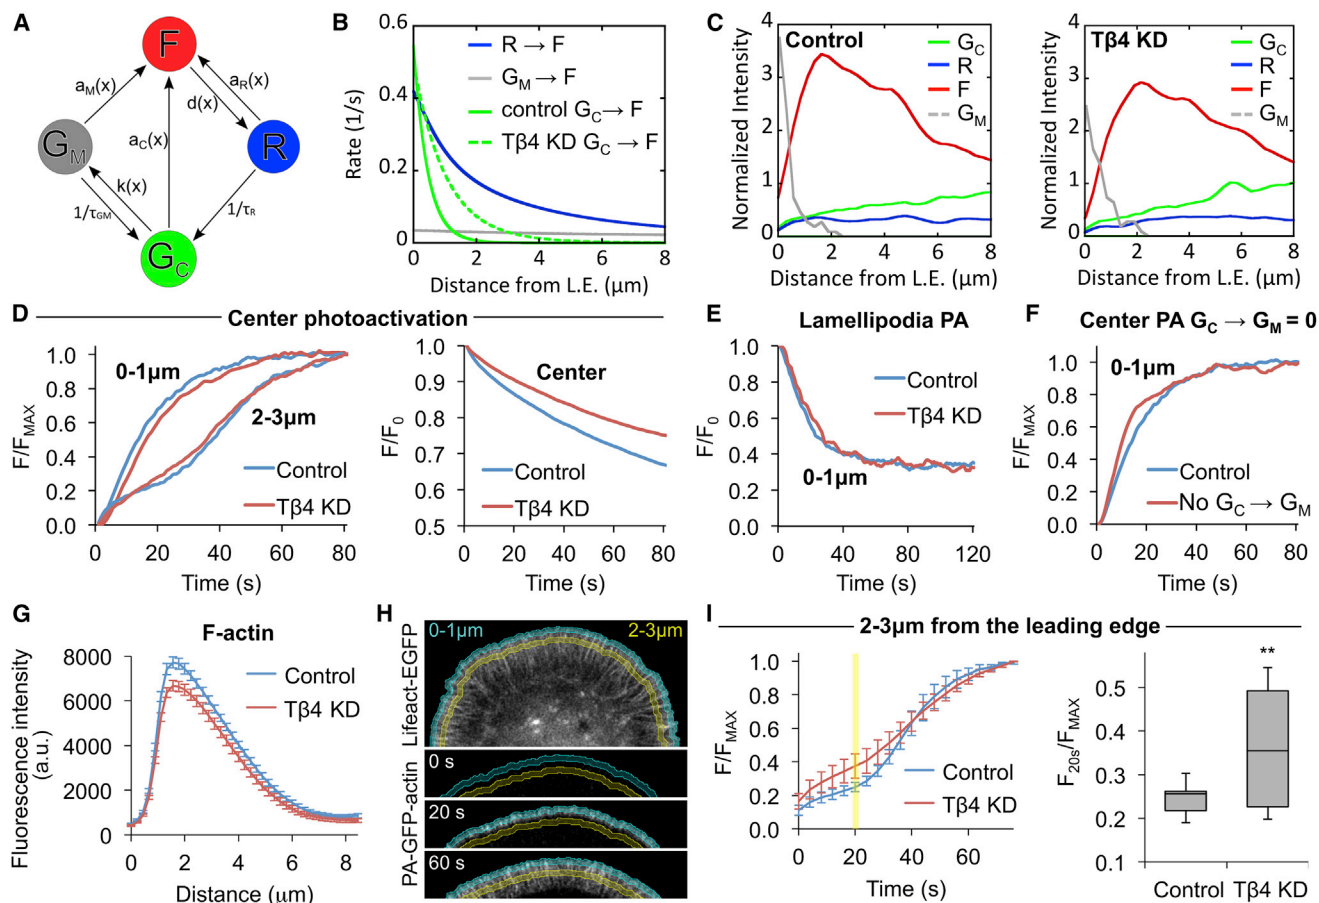 A
F
a_M(x)
a_R(x)
d(x)
G_M
a_C(x)
R
k(x)
1/τ_GM
1/τ_R
G_C
B
Rate (1/s)
0.6
0.4
0.2
0
R → F
G_M → F
control G_C → F
Tβ4 KD G_C → F
0 2 4 6 8
Distance from L.E. (μm)
C
Normalized Intensity
4
3
2
1
0
Control
G_C
R
F
G_M
0 2 4 6 8
Distance from L.E. (μm)
Normalized Intensity
4
3
2
1
0
Tβ4 KD
G_C
R
F
G_M
0 2 4 6 8
Distance from L.E. (μm)
D
Center photoactivation
F/F_MAX
1.0
0.8
0.6
0.4
0.2
0.0
0-1μm
2-3μm
Control
Tβ4 KD
0 20 40 60 80
Time (s)
F/F_0
1.0
0.9
0.8
0.7
0.6
0.5
Center
Control
Tβ4 KD
0 20 40 60 80
Time (s)
E
Lamellipodia PA
F/F_0
1.0
0.8
0.6
0.4
0.2
0.0
Control
Tβ4 KD
0-1μm
0 40 80 120
Time (s)
F
Center PA G_C → G_M = 0
F/F_MAX
1.0
0.8
0.6
0.4
0.2
0.0
0-1μm
Control
No G_C → G_M
0 20 40 60 80
Time (s)
G
F-actin
Fluorescence intensity
(a.u.)
8000
6000
4000
2000
0
Control
Tβ4 KD
0 2 4 6 8
Distance (μm)
H
Lifeact-EGFP
0-1μm
2-3μm
PA-GFP-actin
0 s
20 s
60 s
I
2-3μm from the leading edge
F/F_MAX
1.0
0.8
0.6
0.4
0.2
0.0
Control
Tβ4 KD
0 20 40 60
Time (s)
F_20s/F_MAX
0.5
0.4
0.3
0.2
0.1
**
Control Tβ4 KD